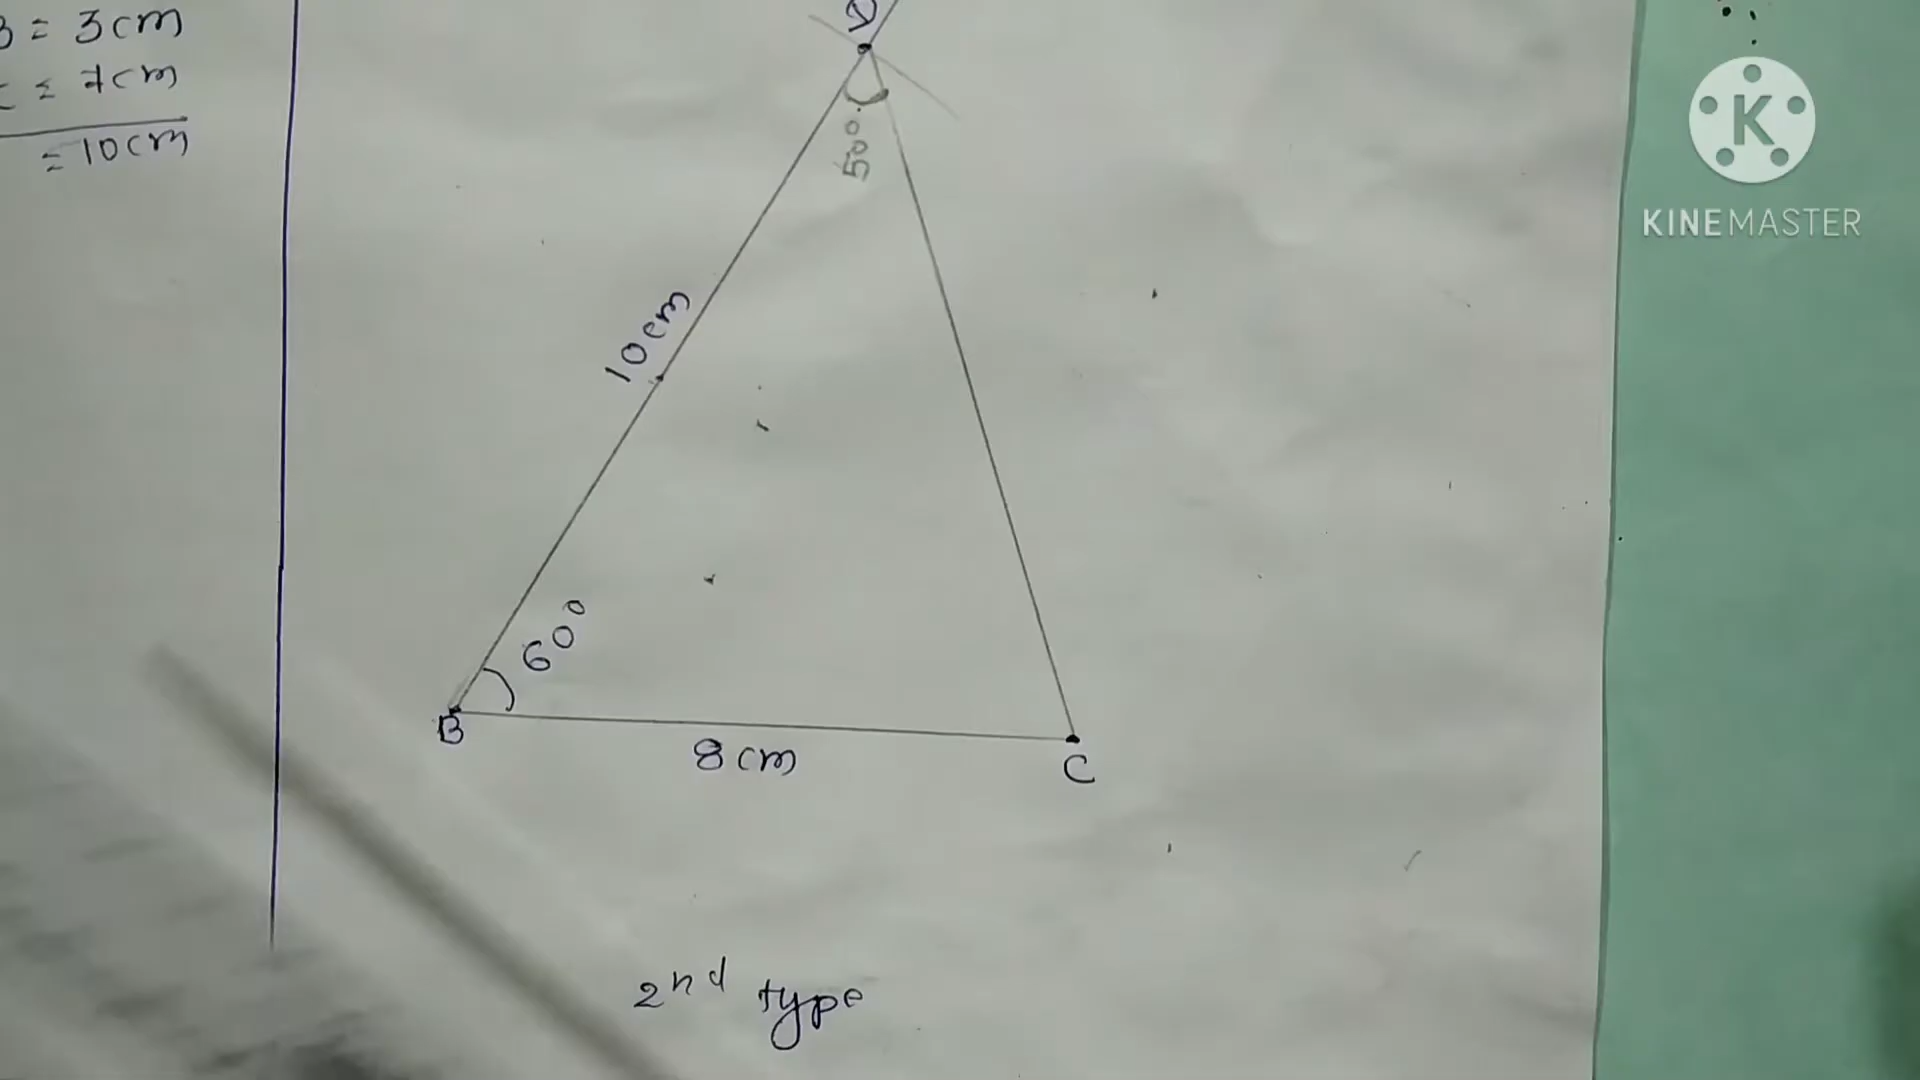 = 3cm
= 7cm
= 10cm
D
50°
10cm
60°
B
8cm
C
2nd type
K
KINEMASTER